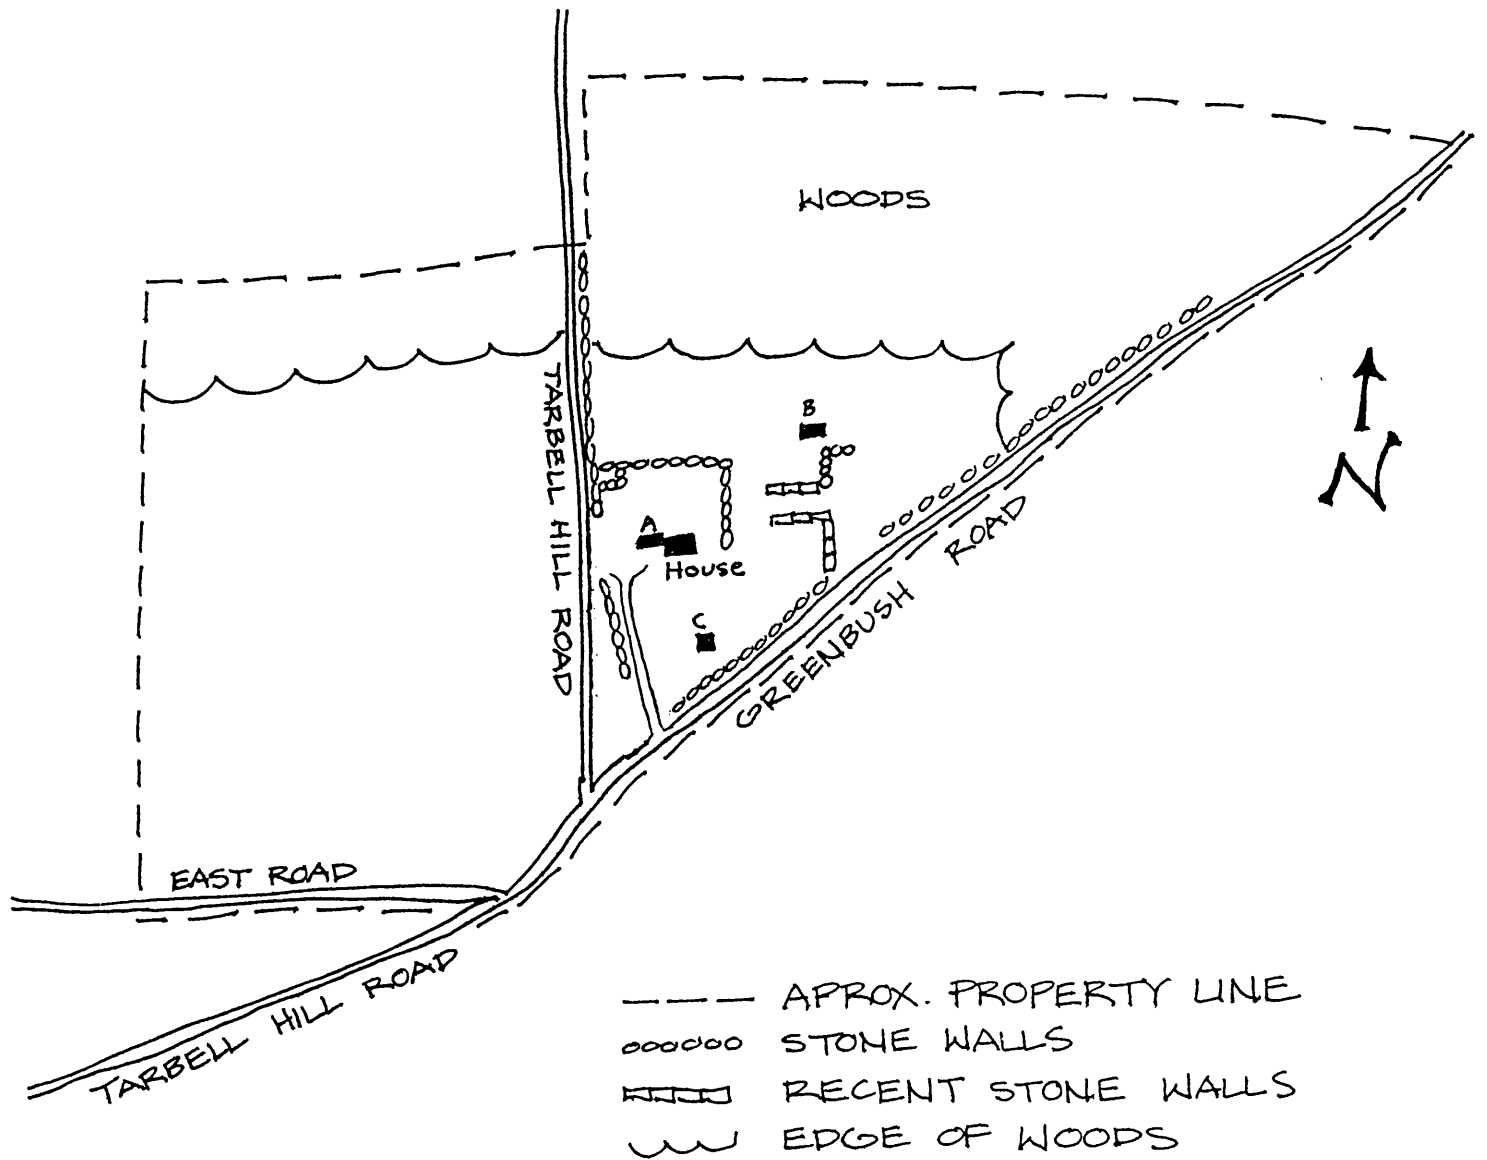 WOODS
TARBELL HILL ROAD
B
A
House
C
GREENBUSH ROAD
N
EAST ROAD
TARBELL HILL ROAD
APROX. PROPERTY LINE
STONE WALLS
RECENT STONE WALLS
EDGE OF WOODS